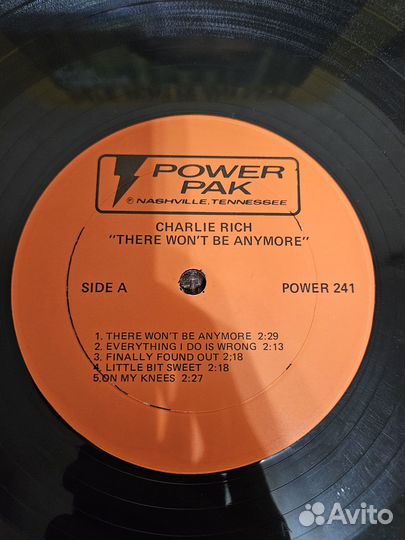 POWER
PAK
℗ NASHVILLE, TENNESSEE
CHARLIE RICH
"THERE WON'T BE ANYMORE"
SIDE A
POWER 241
1. THERE WON'T BE ANYMORE 2:29
2. EVERYTHING I DO IS WRONG 2:13
3. FINALLY FOUND OUT 2;18
4. LITTLE BIT SWEET 2:18
5.ON MY KNEES 2:27
Avito